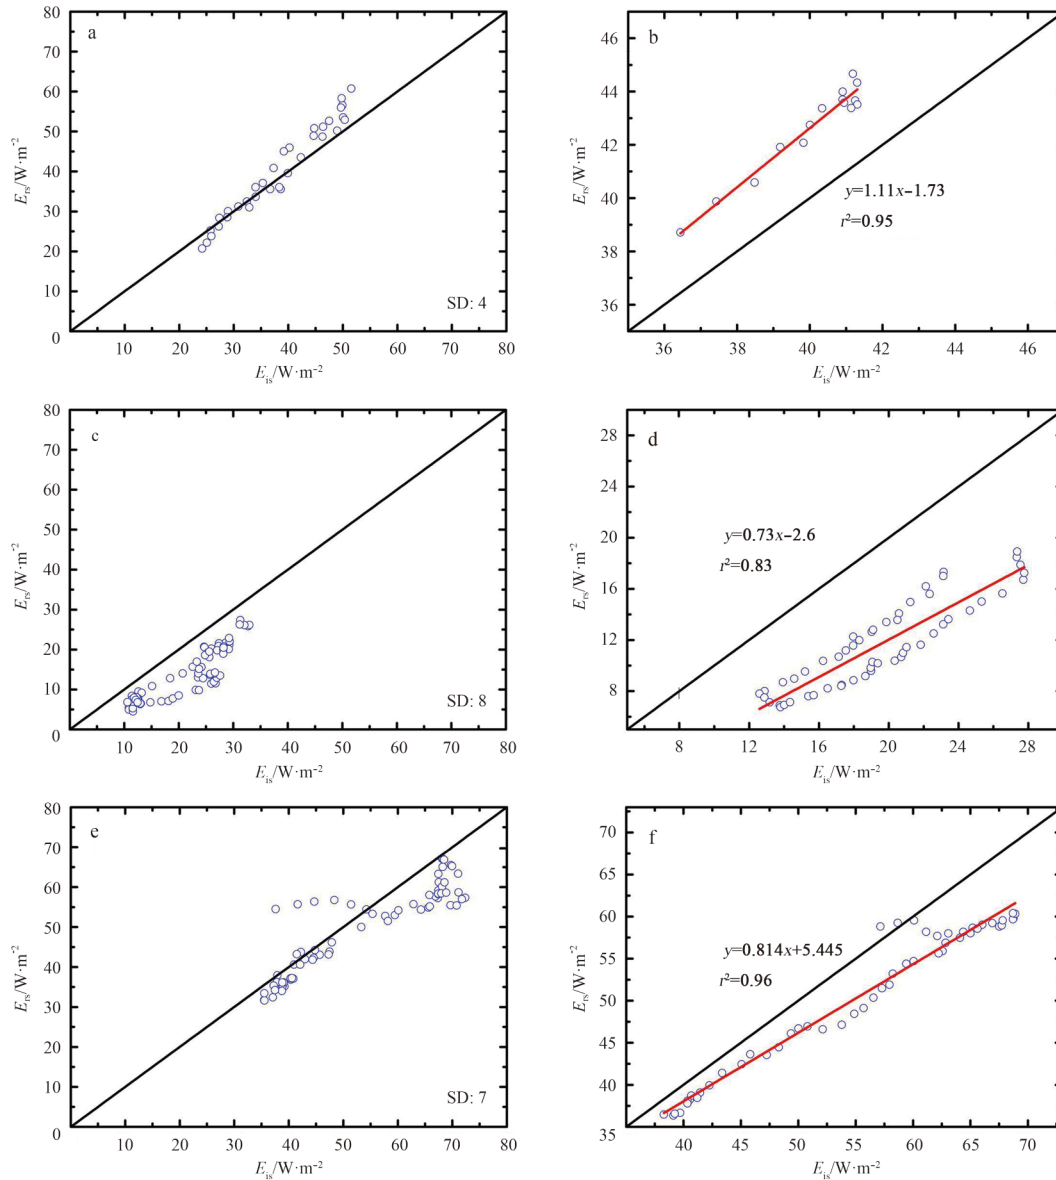 a
80
70
60
50
40
30
20
10
0
E_rs/W·m⁻²
SD: 4
10 20 30 40 50 60 70 80
E_is/W·m⁻²
b
46
44
42
40
38
36
E_rs/W·m⁻²
y=1.11x−1.73
r²=0.95
36 38 40 42 44 46
E_is/W·m⁻²
c
80
70
60
50
40
30
20
10
0
E_rs/W·m⁻²
SD: 8
10 20 30 40 50 60 70 80
E_is/W·m⁻²
d
28
24
20
16
12
8
E_rs/W·m⁻²
y=0.73x−2.6
r²=0.83
8 12 16 20 24 28
E_is/W·m⁻²
e
80
70
60
50
40
30
20
10
0
E_rs/W·m⁻²
SD: 7
10 20 30 40 50 60 70 80
E_is/W·m⁻²
f
70
65
60
55
50
45
40
35
E_rs/W·m⁻²
y=0.814x+5.445
r²=0.96
40 45 50 55 60 65 70
E_is/W·m⁻²